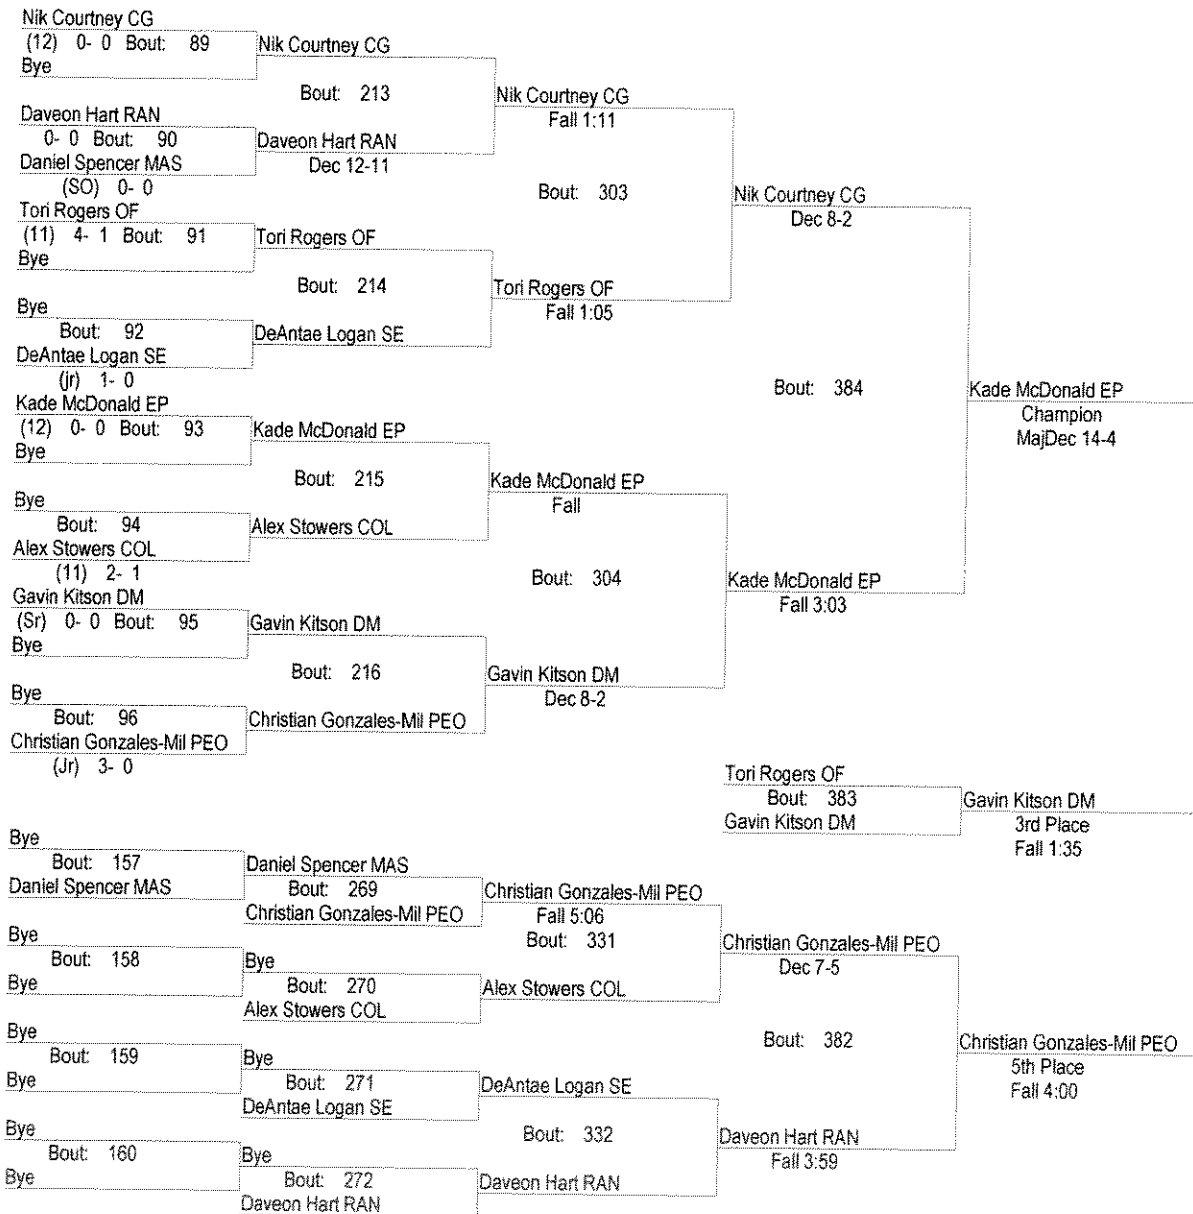 Nik Courtney CG
(12) 0- 0 Bout: 89
Bye
Nik Courtney CG
Bout: 213
Daveon Hart RAN
0- 0 Bout: 90
Daniel Spencer MAS
(SO) 0- 0
Daveon Hart RAN
Dec 12-11
Nik Courtney CG
Fall 1:11
Bout: 303
Tori Rogers OF
(11) 4- 1 Bout: 91
Bye
Tori Rogers OF
Bout: 214
Bye
Bout: 92
DeAntae Logan SE
(jr) 1- 0
DeAntae Logan SE
Tori Rogers OF
Fall 1:05
Nik Courtney CG
Dec 8-2
Bout: 384
Kade McDonald EP
(12) 0- 0 Bout: 93
Bye
Kade McDonald EP
Bout: 215
Bye
Bout: 94
Alex Stowers COL
(11) 2- 1
Alex Stowers COL
Kade McDonald EP
Fall
Bout: 304
Gavin Kitson DM
(Sr) 0- 0 Bout: 95
Bye
Gavin Kitson DM
Bout: 216
Bye
Bout: 96
Christian Gonzales-Mil PEO
(Jr) 3- 0
Christian Gonzales-Mil PEO
Gavin Kitson DM
Dec 8-2
Kade McDonald EP
Fall 3:03
Kade McDonald EP
Champion
MajDec 14-4
Tori Rogers OF
Bout: 383
Gavin Kitson DM
Gavin Kitson DM
3rd Place
Fall 1:35
Bye
Bout: 157
Daniel Spencer MAS
Daniel Spencer MAS
Bout: 269
Christian Gonzales-Mil PEO
Christian Gonzales-Mil PEO
Fall 5:06
Bout: 331
Bye
Bout: 158
Bye
Bye
Bout: 270
Alex Stowers COL
Alex Stowers COL
Christian Gonzales-Mil PEO
Dec 7-5
Bout: 382
Bye
Bout: 159
Bye
Bye
Bout: 271
DeAntae Logan SE
DeAntae Logan SE
Bout: 332
Bye
Bout: 160
Bye
Bye
Bout: 272
Daveon Hart RAN
Daveon Hart RAN
Daveon Hart RAN
Fall 3:59
Christian Gonzales-Mil PEO
5th Place
Fall 4:00